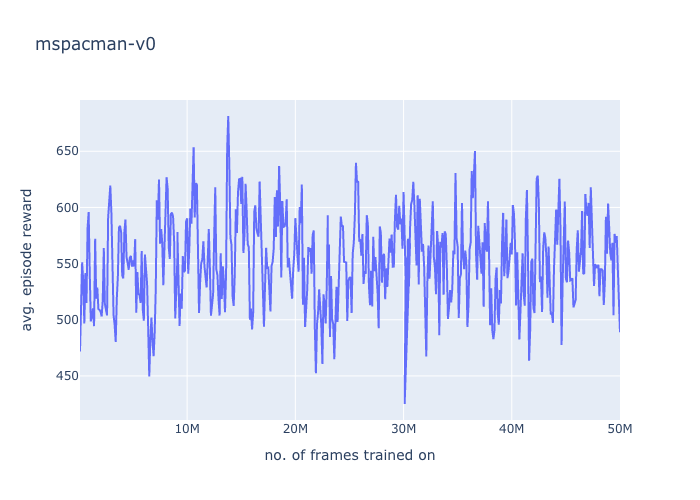 mspacman-v0
avg. episode reward
650
600
550
500
450
10M
20M
30M
40M
50M
no. of frames trained on